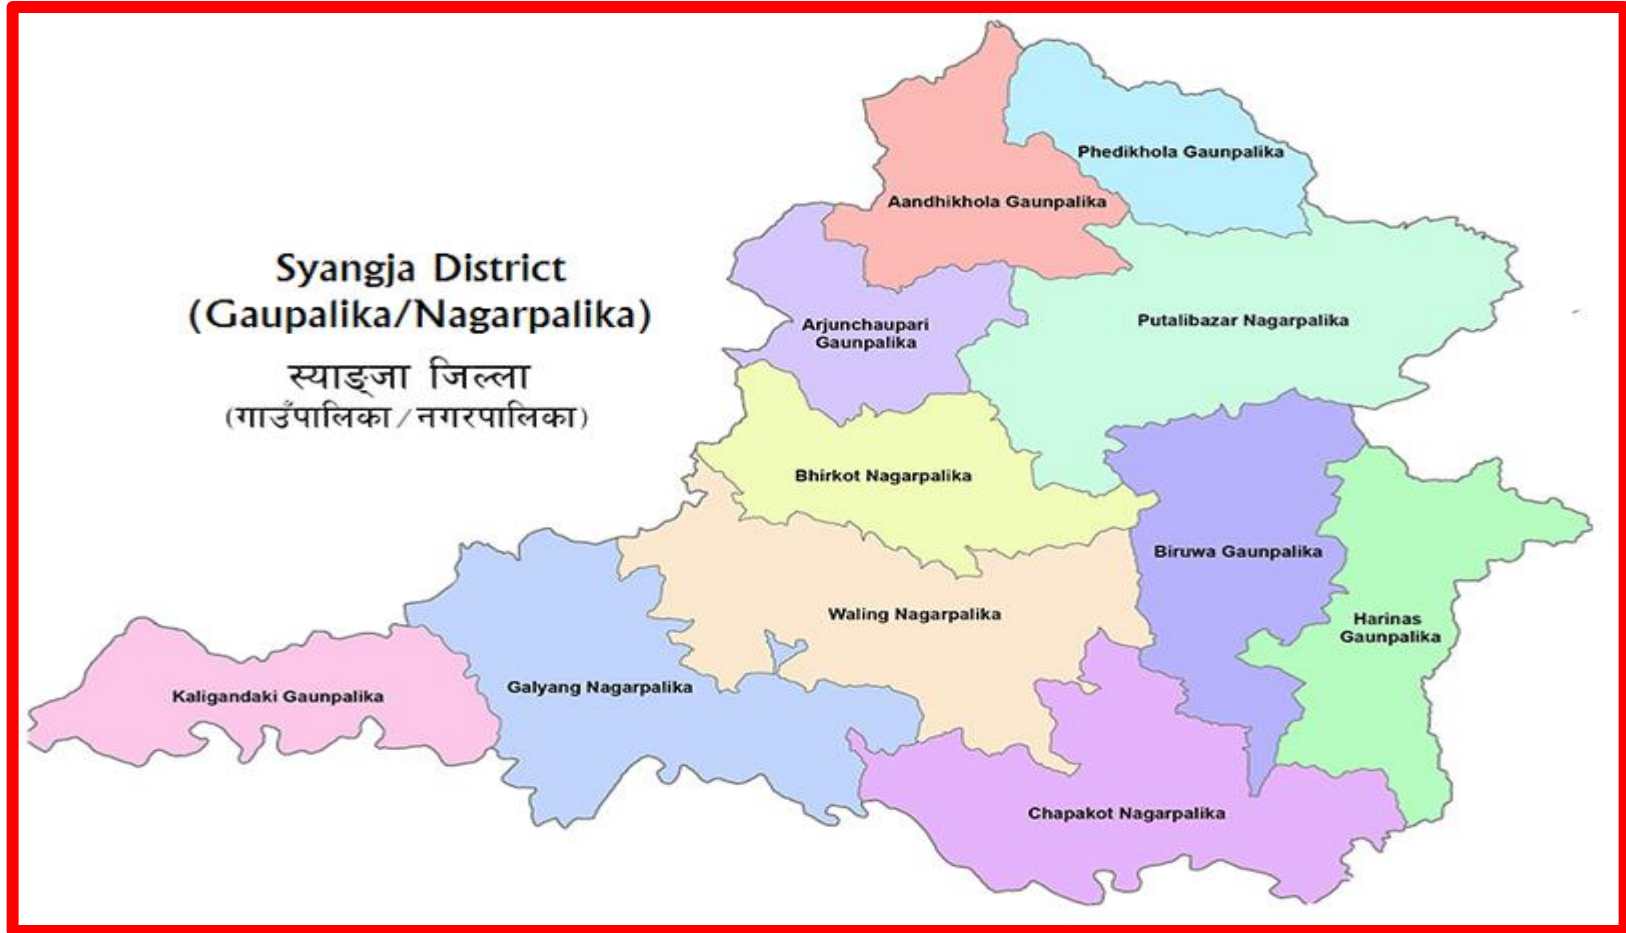 Syangja District
(Gaupalika/Nagarpalika)
स्याङ्जा जिल्ला
(गाउँपालिका/नगरपालिका)
Phedikhola Gaunpalika
Aandhikhola Gaunpalika
Arjunchaupari
Gaunpalika
Putalibazar Nagarpalika
Bhirkot Nagarpalika
Biruwa Gaunpalika
Waling Nagarpalika
Harinas
Gaunpalika
Galyang Nagarpalika
Kaligandaki Gaunpalika
Chapakot Nagarpalika